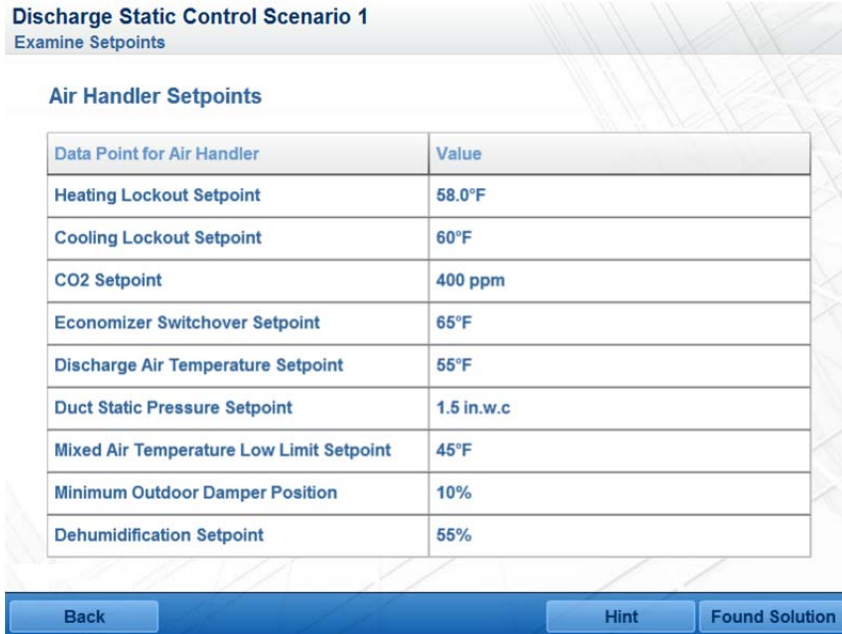 Discharge Static Control Scenario 1
Examine Setpoints
Air Handler Setpoints
Data Point for Air Handler Value
Heating Lockout Setpoint 58.0°F
Cooling Lockout Setpoint 60°F
CO2 Setpoint 400 ppm
Economizer Switchover Setpoint 65°F
Discharge Air Temperature Setpoint 55°F
Duct Static Pressure Setpoint 1.5 in.w.c
Mixed Air Temperature Low Limit Setpoint 45°F
Minimum Outdoor Damper Position 10%
Dehumidification Setpoint 55%
Back Hint Found Solution